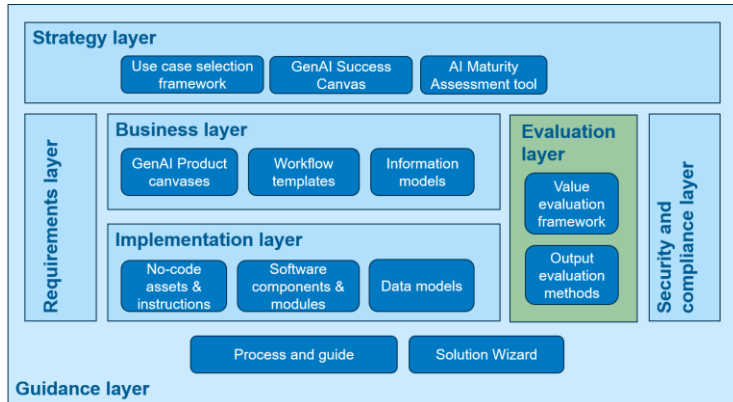 Strategy layer
Use case selection
framework
GenAI Success
Canvas
AI Maturity
Assessment tool
Requirements layer
Business layer
GenAI Product
canvases
Workflow
templates
Information
models
Implementation layer
No-code
assets &
instructions
Software
components &
modules
Data models
Evaluation
layer
Value
evaluation
framework
Output
evaluation
methods
Security and
compliance layer
Process and guide
Solution Wizard
Guidance layer